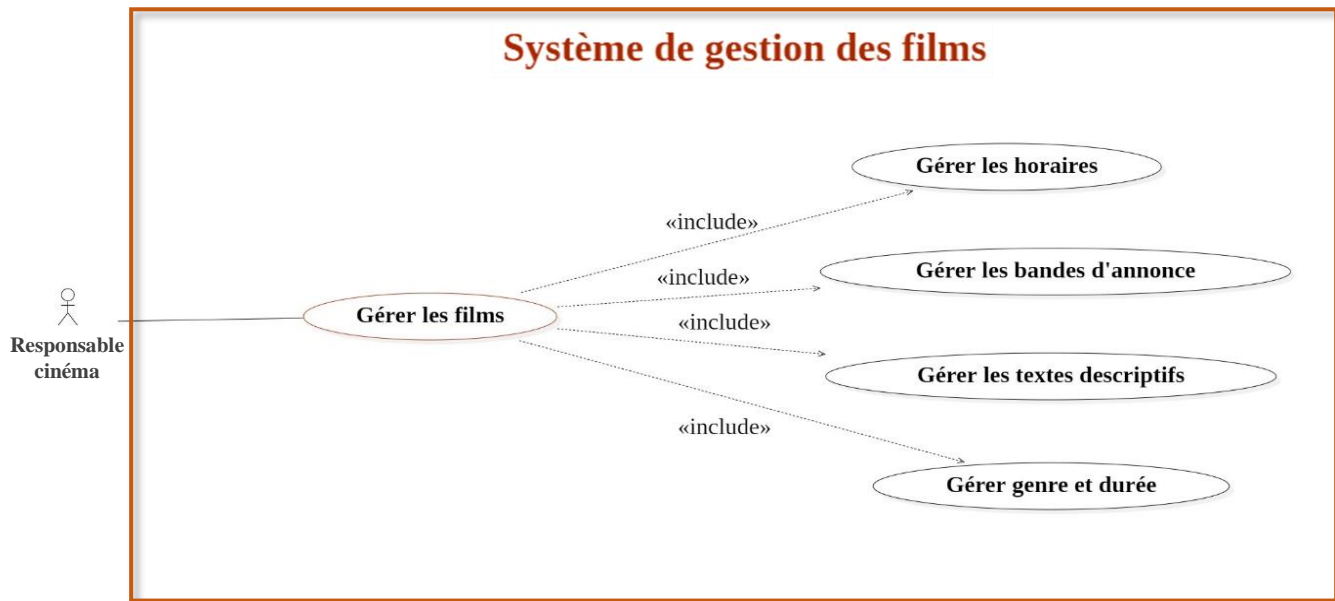 Système de gestion des films
Gérer les horaires
«include»
Gérer les bandes d'annonce
«include»
Gérer les films
«include»
Responsable
cinéma
Gérer les textes descriptifs
«include»
Gérer genre et durée